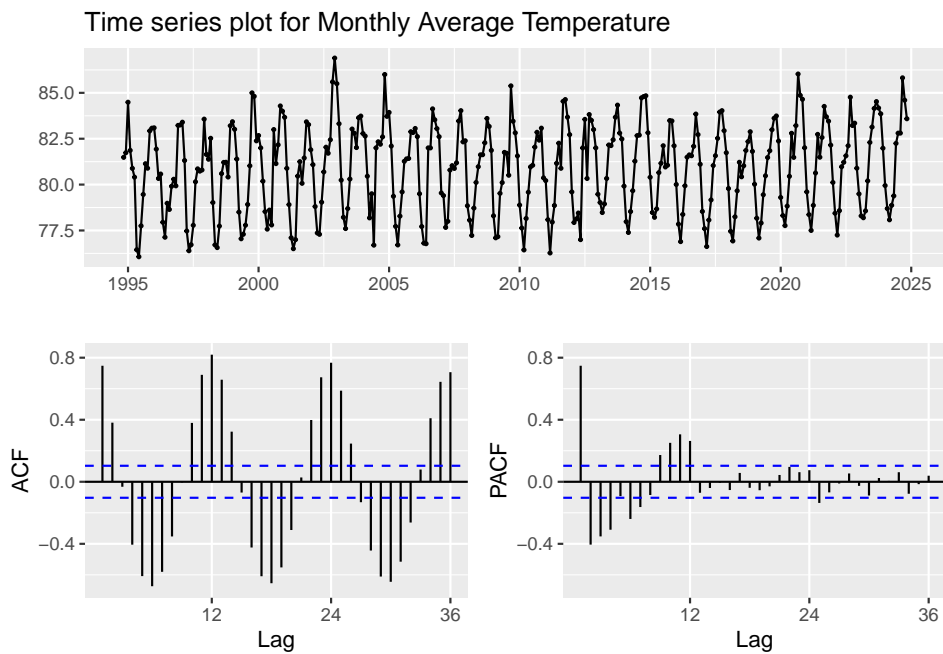 Time series plot for Monthly Average Temperature
85.0
82.5
80.0
77.5
1995 2000 2005 2010 2015 2020 2025
0.8
0.4
0.0
−0.4
ACF
12 24 36
Lag
0.8
0.4
0.0
−0.4
PACF
12 24 36
Lag